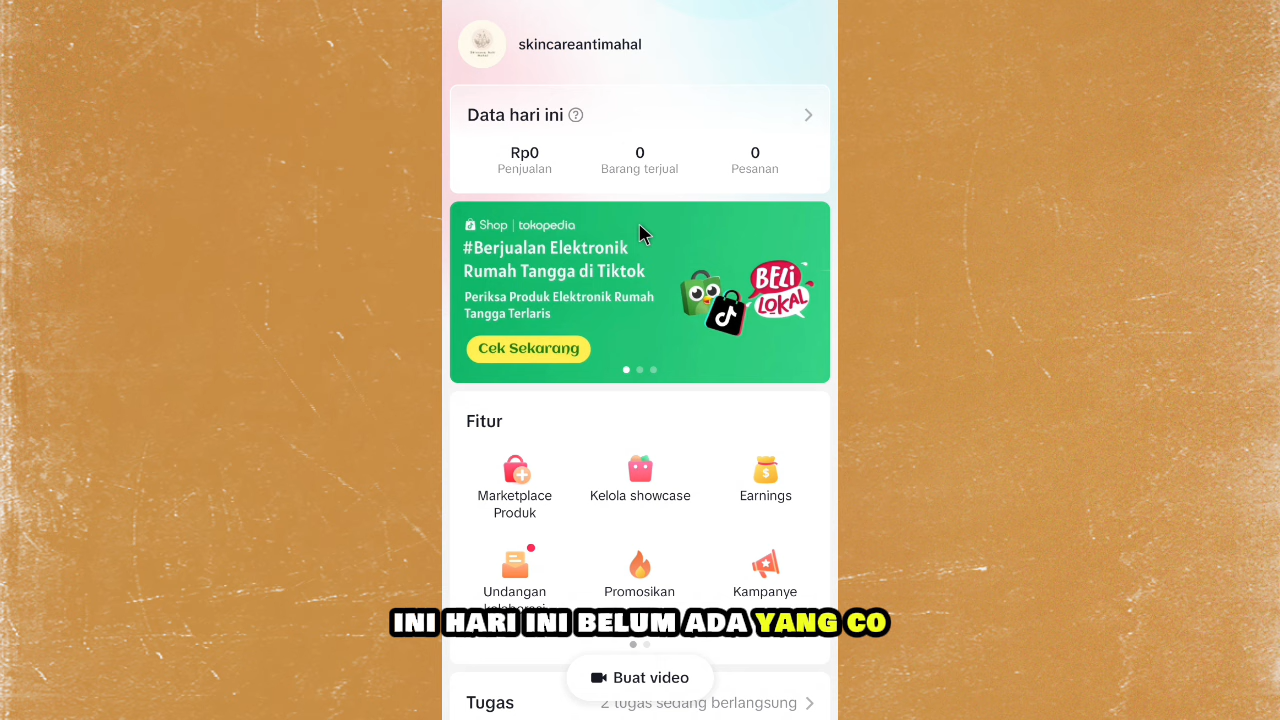 skincareantimahal
Data hari ini
Rp0
Penjualan
0
Barang terjual
0
Pesanan
Shop | tokopedia
#Berjualan Elektronik
Rumah Tangga di Tiktok
Periksa Produk Elektronik Rumah
Tangga Terlaris
Cek Sekarang
BELI
LOKAL
Fitur
Marketplace
Produk
Kelola showcase
Earnings
Undangan
kolaborasi
Promosikan
Kampanye
INI HARI INI BELUM ADA YANG CO
Buat video
Tugas
2 tugas sedang berlangsung